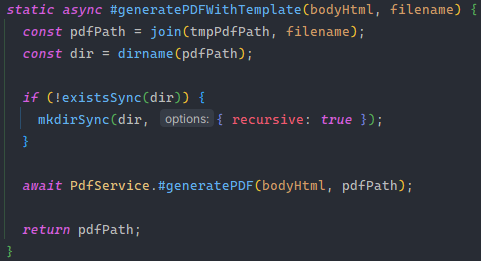 static async #generatePDFWithTemplate(bodyHtml, filename) {
const pdfPath = join(tmpPdfPath, filename);
const dir = dirname(pdfPath);
if (!existsSync(dir)) {
mkdirSync(dir, options: { recursive: true });
}
await PdfService.#generatePDF(bodyHtml, pdfPath);
return pdfPath;
}